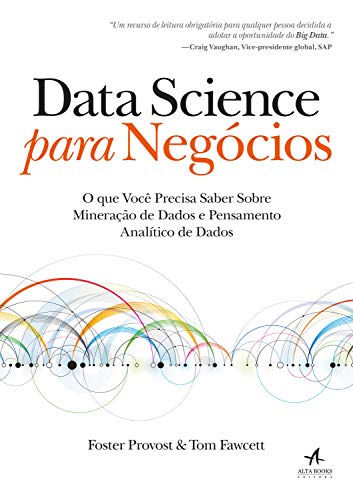 "Um recurso de leitura obrigatória para qualquer pessoa decidida a
adotar a oportunidade do Big Data."
—Craig Vaughan, Vice-presidente global, SAP
Data Science
para Negócios
O que Você Precisa Saber Sobre
Mineração de Dados e Pensamento
Analítico de Dados
Foster Provost & Tom Fawcett
ALTA BOOKS
EDITORA